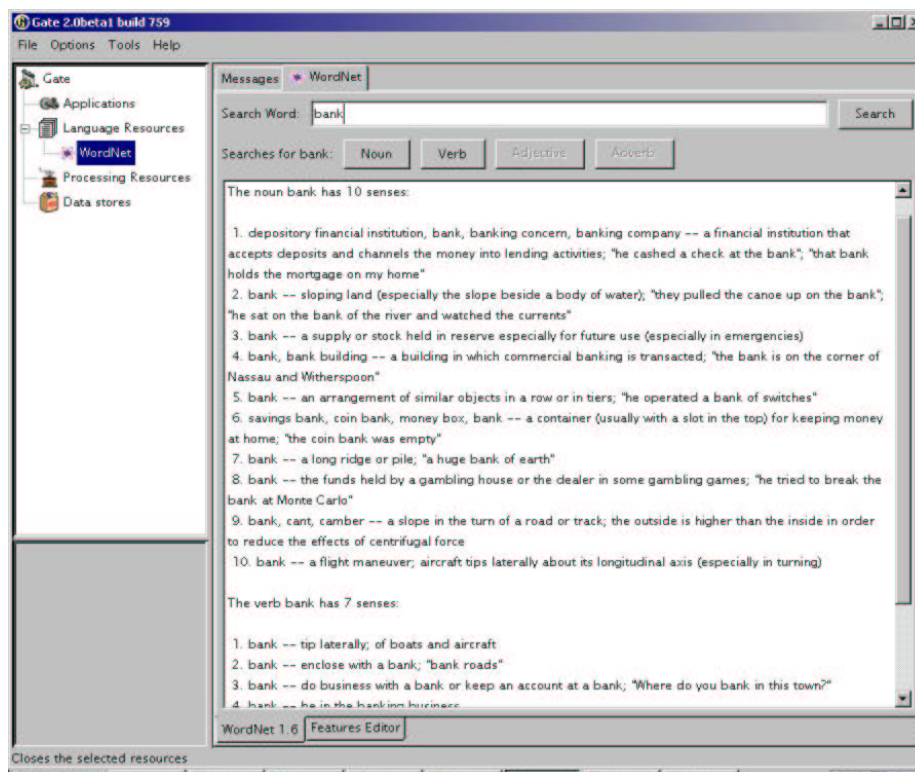 Gate 2.0beta1 build 759
File Options Tools Help
Gate
Applications
Language Resources
WordNet
Processing Resources
Data stores
Messages WordNet
Search Word: bank Search
Searches for bank: Noun Verb Adjective Adverb
The noun bank has 10 senses:
1. depository financial institution, bank, banking concern, banking company -- a financial institution that
accepts deposits and channels the money into lending activities; "he cashed a check at the bank"; "that bank
holds the mortgage on my home"
2. bank -- sloping land (especially the slope beside a body of water); "they pulled the canoe up on the bank";
"he sat on the bank of the river and watched the currents"
3. bank -- a supply or stock held in reserve especially for future use (especially in emergencies)
4. bank, bank building -- a building in which commercial banking is transacted; "the bank is on the corner of
Nassau and Witherspoon"
5. bank -- an arrangement of similar objects in a row or in tiers; "he operated a bank of switches"
6. savings bank, coin bank, money box, bank -- a container (usually with a slot in the top) for keeping money
at home; "the coin bank was empty"
7. bank -- a long ridge or pile; "a huge bank of earth"
8. bank -- the funds held by a gambling house or the dealer in some gambling games; "he tried to break the
bank at Monte Carlo"
9. bank, cant, camber -- a slope in the turn of a road or track; the outside is higher than the inside in order
to reduce the effects of centrifugal force
10. bank -- a flight maneuver; aircraft tips laterally about its longitudinal axis (especially in turning)
The verb bank has 7 senses:
1. bank -- tip laterally; of boats and aircraft
2. bank -- enclose with a bank; "bank roads"
3. bank -- do business with a bank or keep an account at a bank; "Where do you bank in this town?"
4. bank -- be in the banking business
WordNet 1.6 Features Editor
Closes the selected resources